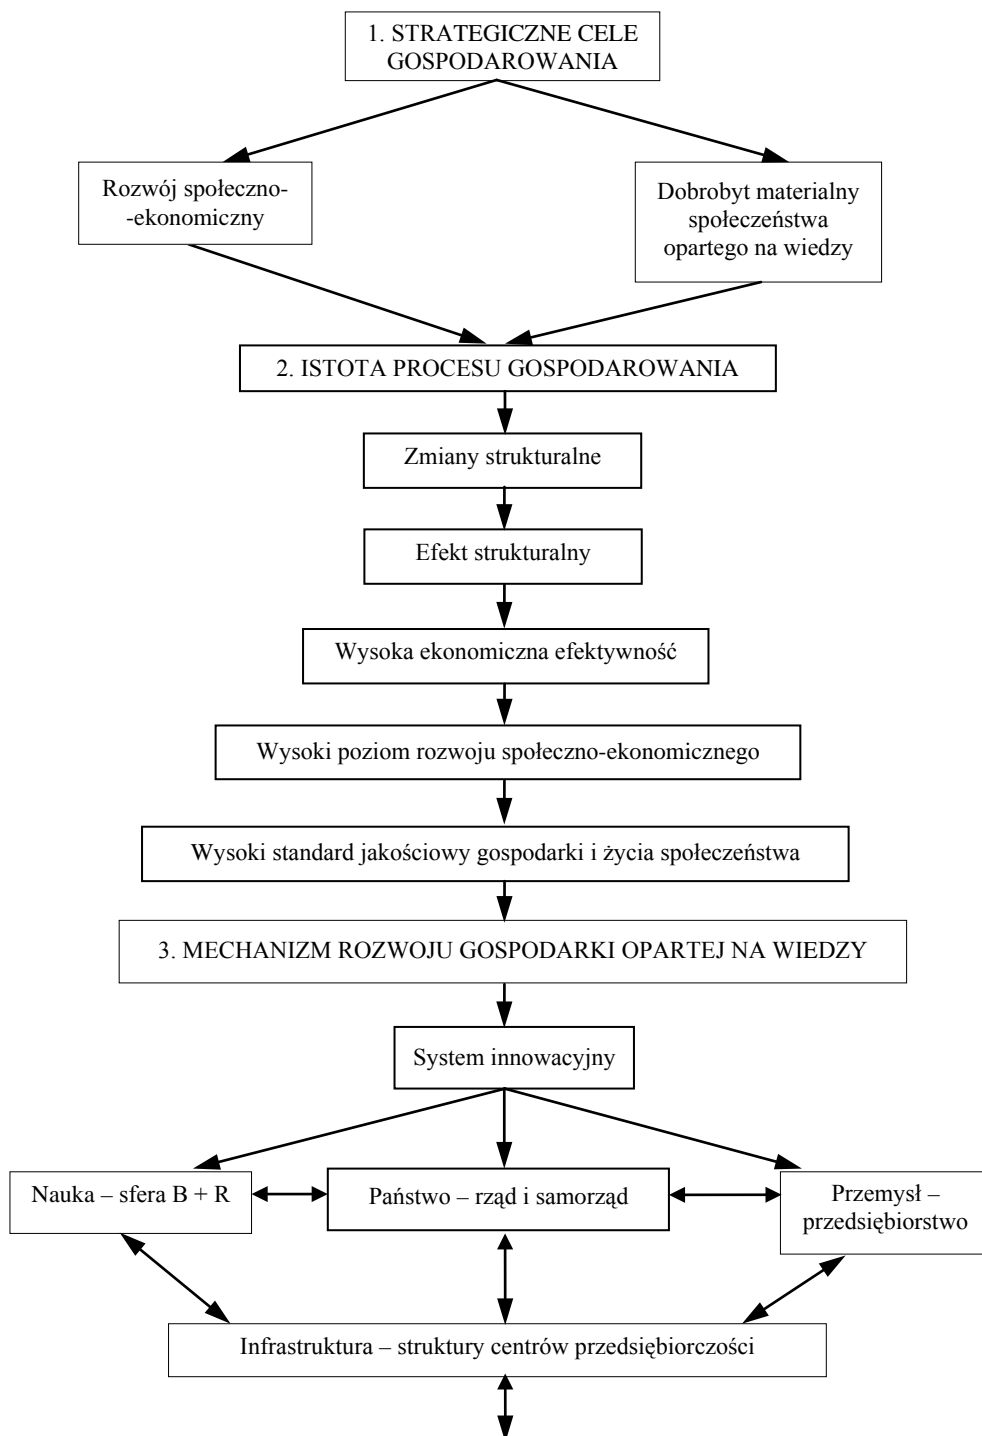 1. STRATEGICZNE CELE
GOSPODAROWANIA
Rozwój społeczno-
-ekonomiczny
Dobrobyt materialny
społeczeństwa
opartego na wiedzy
2. ISTOTA PROCESU GOSPODAROWANIA
Zmiany strukturalne
Efekt strukturalny
Wysoka ekonomiczna efektywność
Wysoki poziom rozwoju społeczno-ekonomicznego
Wysoki standard jakościowy gospodarki i życia społeczeństwa
3. MECHANIZM ROZWOJU GOSPODARKI OPARTEJ NA WIEDZY
System innowacyjny
Nauka – sfera B + R
Państwo – rząd i samorząd
Przemysł –
przedsiębiorstwo
Infrastruktura – struktury centrów przedsiębiorczości